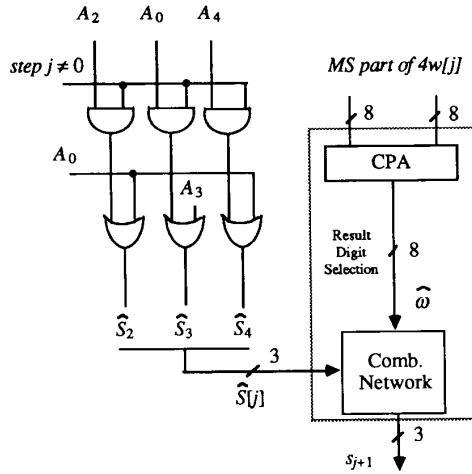 A₂ A₀ A₄
step j ≠ 0
MS part of 4w[j]
8 8
CPA
A₀
A₃
Result
Digit
Selection
8
ω̂
Ŝ₂ Ŝ₃ Ŝ₄
3
Ŝ[j]
Comb.
Network
3
sⱼ₊₁